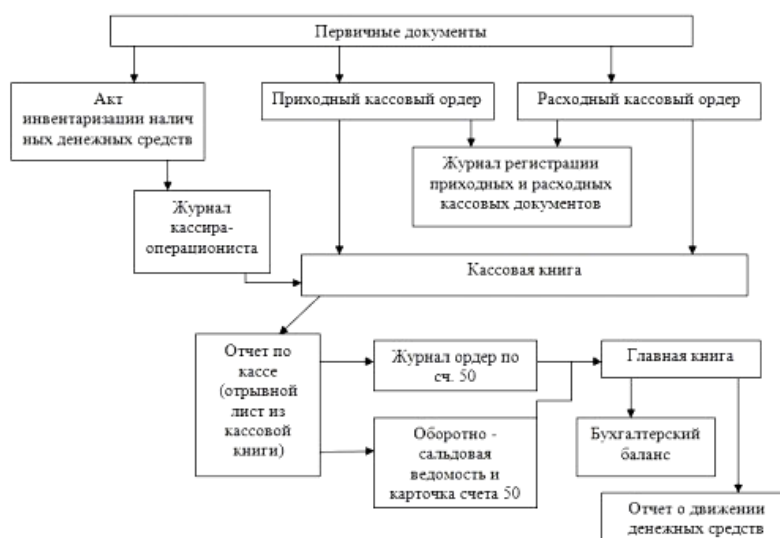 Первичные документы
Акт
инвентаризации налич
ных денежных средств
Приходный кассовый ордер
Расходный кассовый ордер
Журнал регистрации
приходных и расходных
кассовых документов
Журнал
кассира-
операциониста
Кассовая книга
Отчет по
кассе
(отрывной
лист из
кассовой
книги)
Журнал ордер по
сч. 50
Главная книга
Оборотно -
сальдовая
ведомость и
карточка счета 50
Бухгалтерский
баланс
Отчет о движении
денежных средств